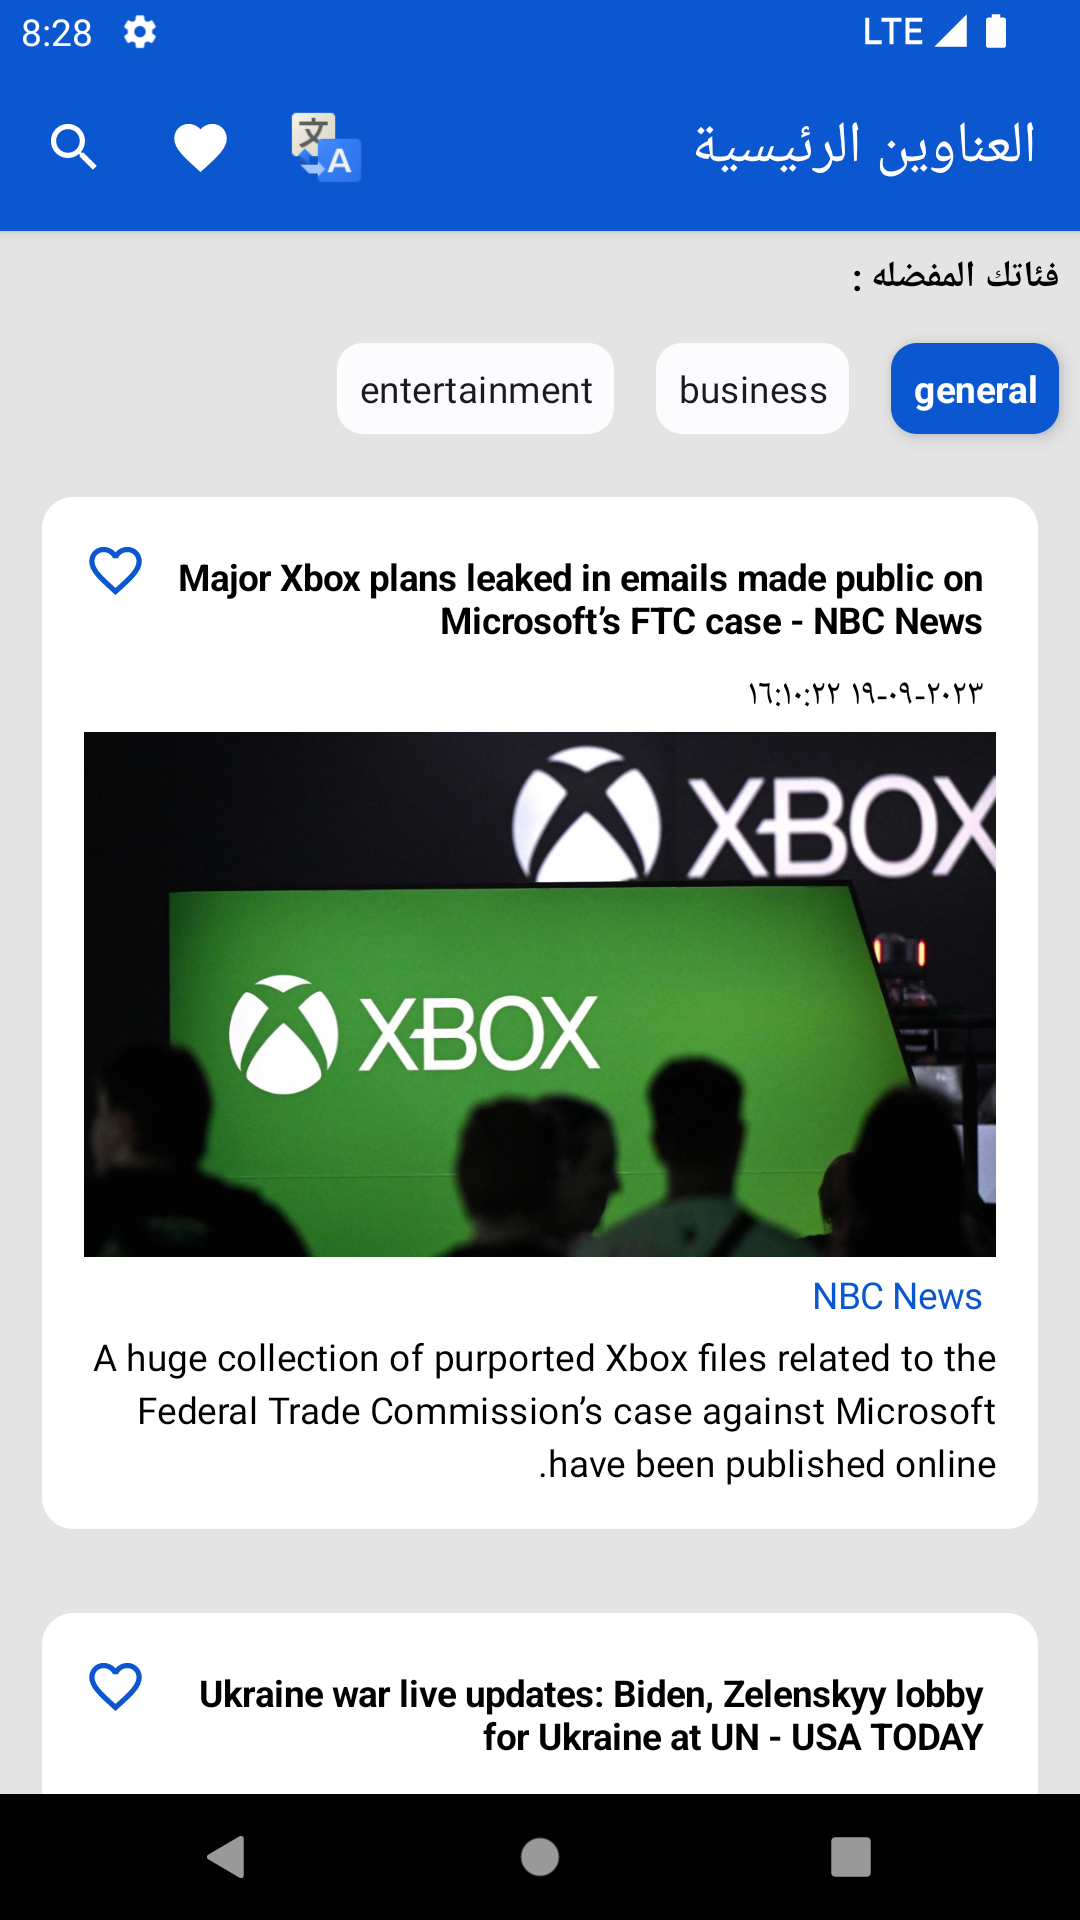 8:28 LTE
العناوين الرئيسية
文 A
فئاتك المفضله :
general business entertainment
Major Xbox plans leaked in emails made public on
Microsoft’s FTC case - NBC News
١٩-٠٩-٢٠٢٣ ١٦:١٠:٢٢
XBOX
XBOX
NBC News
A huge collection of purported Xbox files related to the
Federal Trade Commission’s case against Microsoft
have been published online.
Ukraine war live updates: Biden, Zelenskyy lobby
for Ukraine at UN - USA TODAY